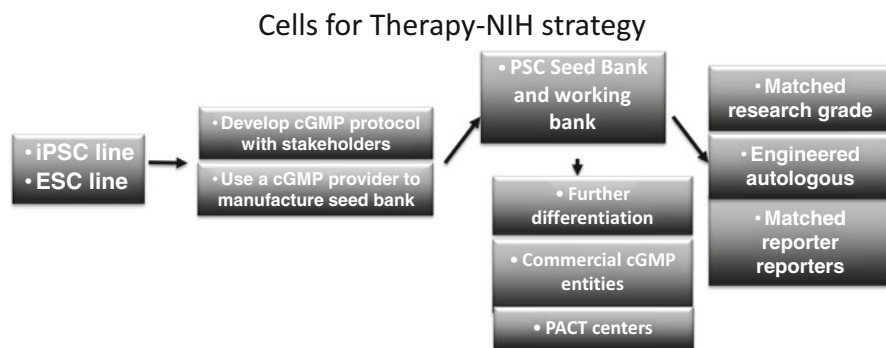 Cells for Therapy-NIH strategy
• iPSC line
• ESC line
• Develop cGMP protocol
with stakeholders
• Use a cGMP provider to
manufacture seed bank
• PSC Seed Bank
and working
bank
• Further
differentiation
• Commercial cGMP
entities
• PACT centers
• Matched
research grade
• Engineered
autologous
• Matched
reporter
reporters